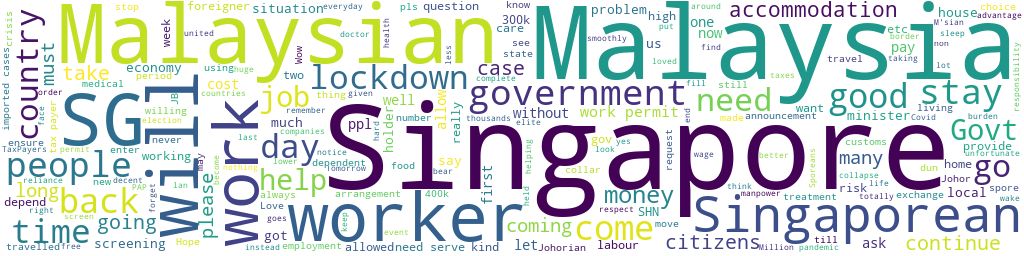 Malaysian
Malaysia
Singapore
SG
will
work
worker
Singaporean
government
need
stay
good
Govt
go
come
money
help
day
job
lockdown
people
time
back
country
accommodation
citizens
continue
coming
many
first
case
take
please
going
long
must
screening
situation
foreigner
week
stop
crisis
united
everyday
doctor
pls
question
health
less
Wow
300k
care
see
state
know
problem
high
us
one
now
around
find
smoothly
loved
travel
etc
pay
border
taking
house
M'sian
sleep
non
lot
choice
advantage
responsibility
imported cases
face
order
ensure
economy
period
medical
using
huge
cost
countries
two
remember
much
companies
thing
given
ppl
hard
lower
notice
Tomorrow
dependent
well
number
holder
food
really
allow
say
complete
thousands
elite
without
work permit
gov
look
yes
helping
held
collar
request
end
fill
still
made
wage
want
taxes
announcement
minister
living
Covid
burden
provide
unfortunate
customs
dun
home
Johor
better
Sporeans
think
manpower
treatment
risk
collapse
life
totally
exchange
local
spore
wake
tax payer
election
TaxPayers
permit
enter
JB
willing
never
last
may
nothing
become
working
reliance
new
decent
PAP
lan
forget
depend
right
screen
travelled
free
Hope
instead
always
Love
goes
got
arrangement
400k
employment
keep
event
allowed
need serve
kind
respect
SHN
let
Johorian
labour
move
Million
pandemic
till
ask